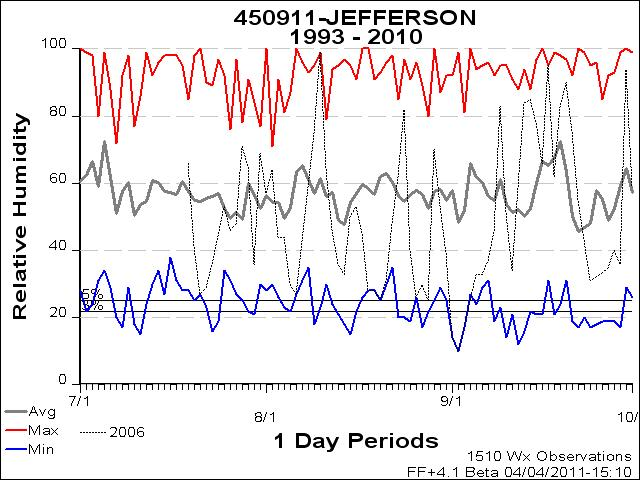 450911-JEFFERSON
1993 - 2010
Relative Humidity
100
80
60
40
20
0
5%
7/1
8/1
9/1
10/
Avg
Max
Min
2006
1 Day Periods
1510 Wx Observations
FF+4.1 Beta 04/04/2011-15:10